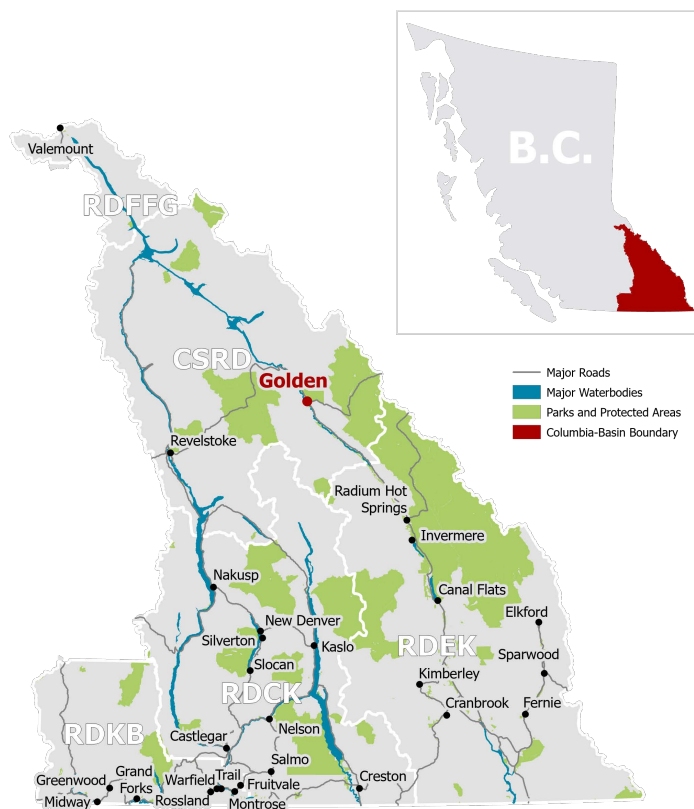 B.C.
Valemount
RDFFG
CSRD
Golden
Major Roads
Major Waterbodies
Parks and Protected Areas
Columbia-Basin Boundary
Revelstoke
Radium Hot
Springs
Invermere
Nakusp
Canal Flats
New Denver
Elkford
Silverton
Kaslo
RDEK
Slocan
Sparwood
RDCK
Kimberley
Cranbrook
Fernie
RDKB
Nelson
Castlegar
Salmo
Greenwood
Grand
Forks
Warfield
Trail
Fruitvale
Creston
Midway
Rossland
Montrose